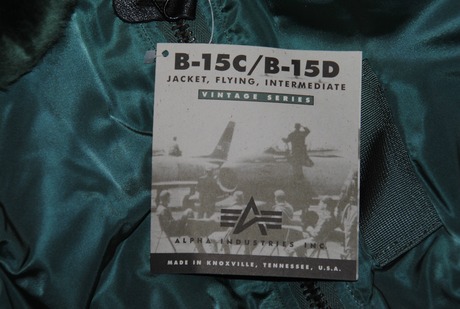 B-15C/B-15D
JACKET, FLYING, INTERMEDIATE
VINTAGE SERIES
ALPHA INDUSTRIES INC.
MADE IN KNOXVILLE, TENNESSEE, U.S.A.